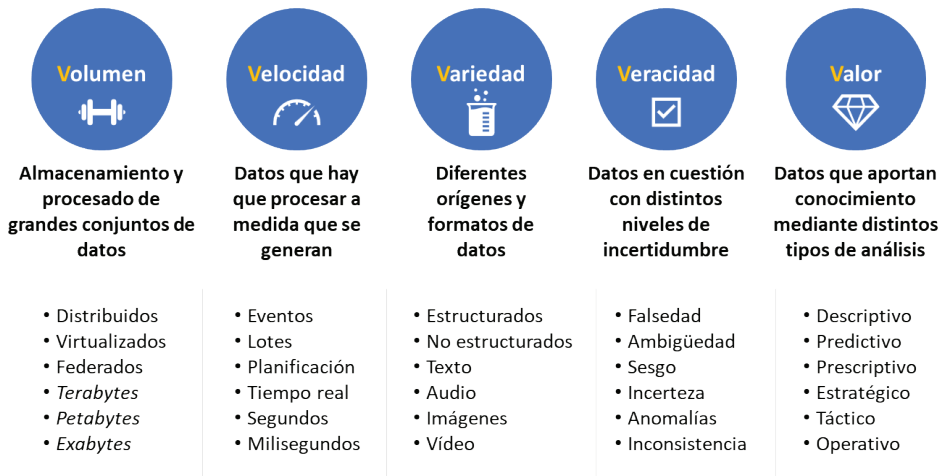 Volumen
Almacenamiento y
procesado de
grandes conjuntos de
datos
• Distribuidos
• Virtualizados
• Federados
• Terabytes
• Petabytes
• Exabytes
Velocidad
Datos que hay
que procesar a
medida que se
generan
• Eventos
• Lotes
• Planificación
• Tiempo real
• Segundos
• Milisegundos
Variedad
Diferentes
orígenes y
formatos de
datos
• Estructurados
• No estructurados
• Texto
• Audio
• Imágenes
• Vídeo
Veracidad
Datos en cuestión
con distintos
niveles de
incertidumbre
• Falsedad
• Ambigüedad
• Sesgo
• Incerteza
• Anomalías
• Inconsistencia
Valor
Datos que aportan
conocimiento
mediante distintos
tipos de análisis
• Descriptivo
• Predictivo
• Prescriptivo
• Estratégico
• Táctico
• Operativo